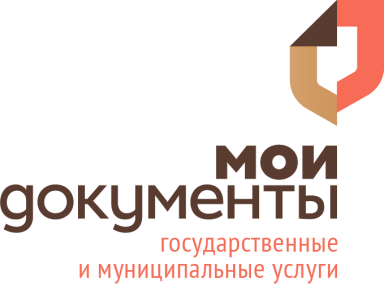 мои
документы
государственные
и муниципальные услуги